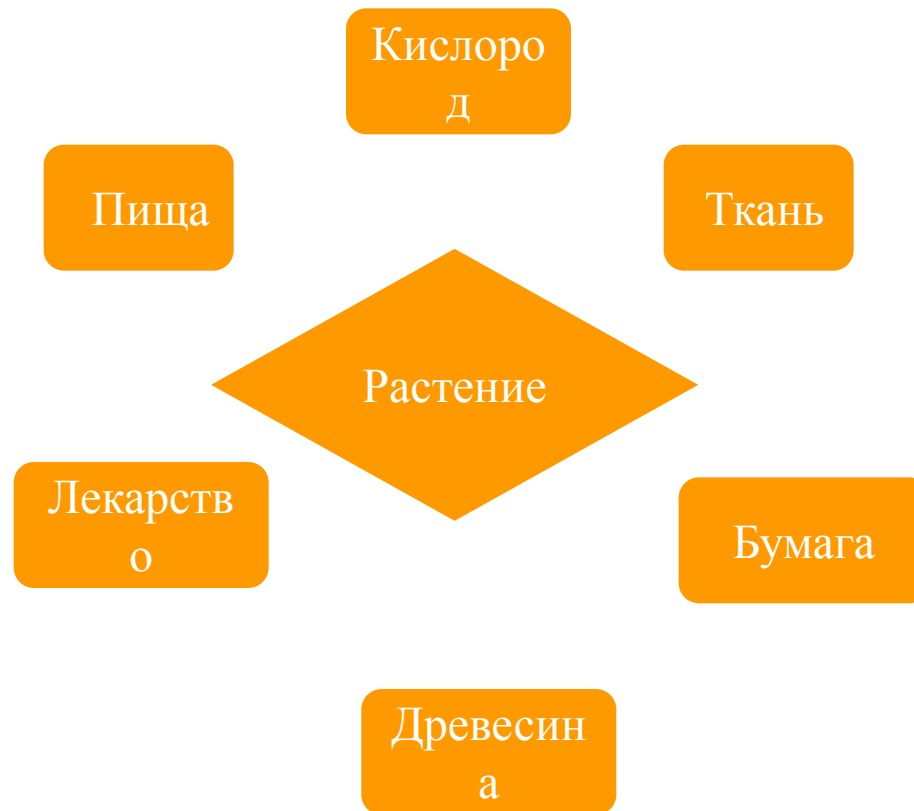 Кислоро
д
Пища
Ткань
Растение
Лекарств
о
Бумага
Древесин
а